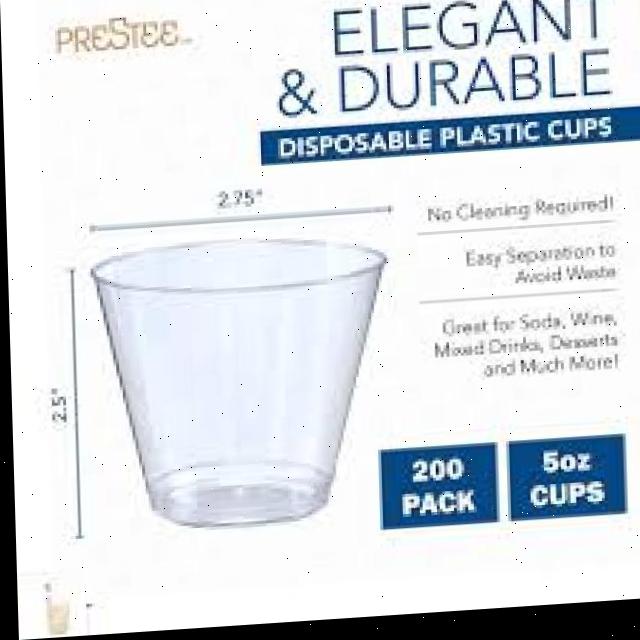 PRESTEE
ELEGANT
& DURABLE
DISPOSABLE PLASTIC CUPS
2.75"
No Cleaning Required!
Easy Separation to
Avoid Waste
Great for Soda, Wine,
Mixed Drinks, Desserts
and Much More!
2.5"
200
PACK
5oz
CUPS